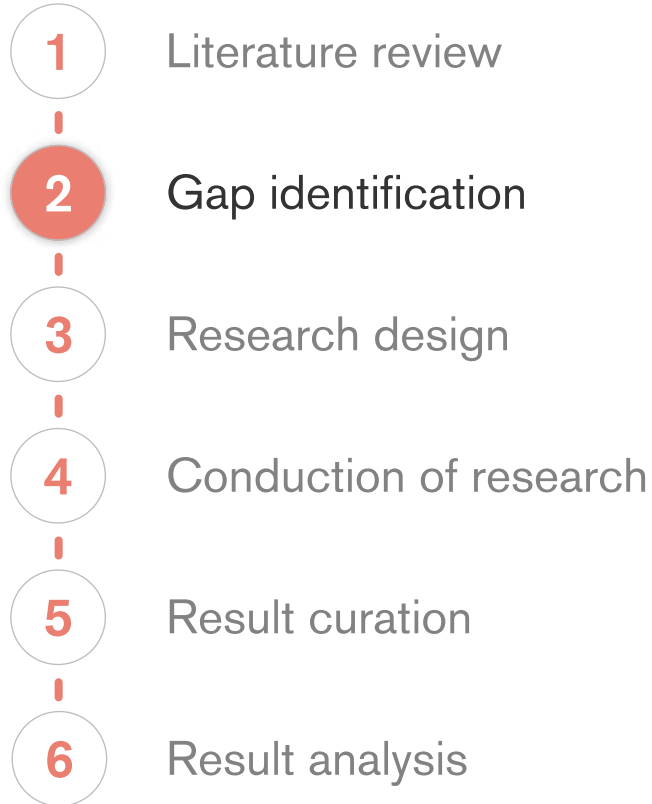 1 Literature review
2 Gap identification
3 Research design
4 Conduction of research
5 Result curation
6 Result analysis